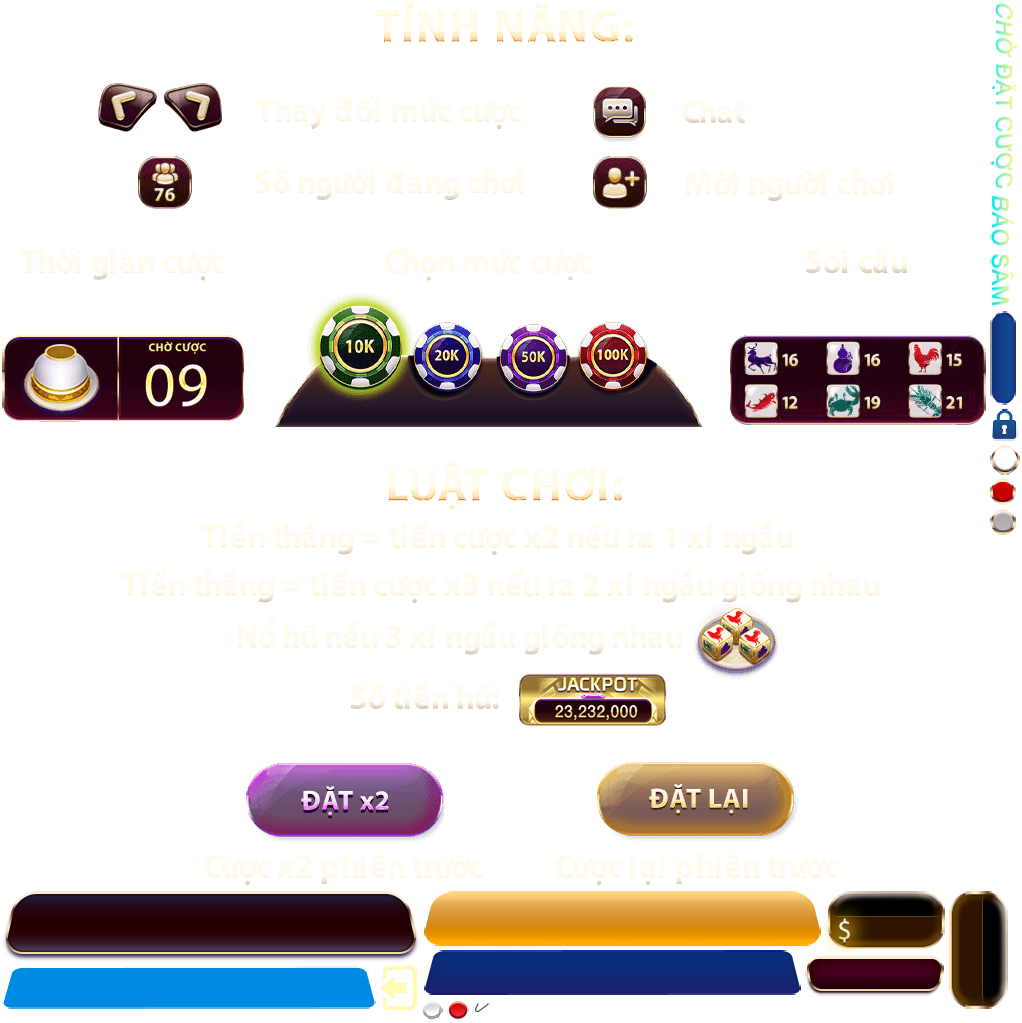 TÍNH NĂNG:
Thay đổi mức cược
Chat
76
Số người đang chơi
Mời người chơi
Thời gian cược
Chọn mức cược
Soi cầu
CHỜ CƯỢC
09
10K
20K
50K
100K
16
16
15
12
19
21
LUẬT CHƠI:
Tiền thắng = tiền cược x2 nếu ra 1 xí ngầu
Tiền thắng = tiền cược x3 nếu ra 2 xí ngầu giống nhau
Nổ hũ nếu 3 xí ngầu giống nhau
Số tiền hũ:
JACKPOT
23,232,000
ĐẶT x2
ĐẶT LẠI
Cược x2 phiên trước
Cược lại phiên trước
$
CHỜ ĐẶT CƯỢC BÁO SÂM